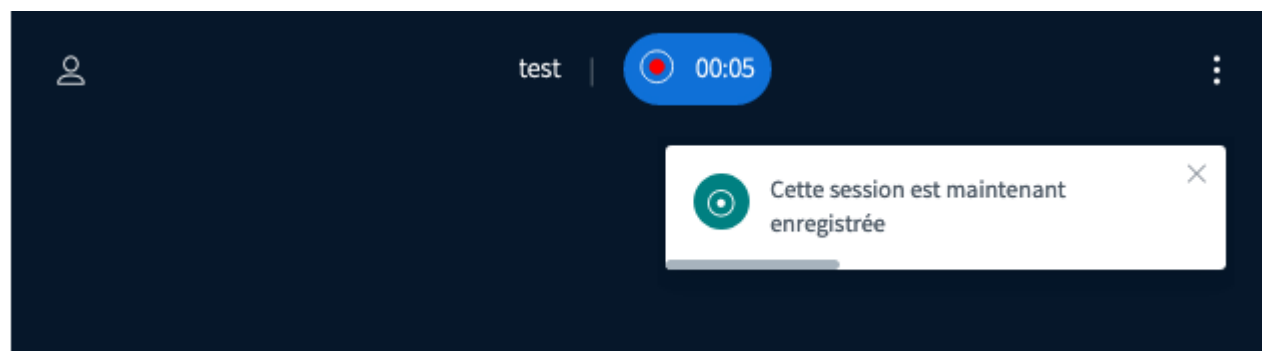 test | 00:05
Cette session est maintenant
enregistrée